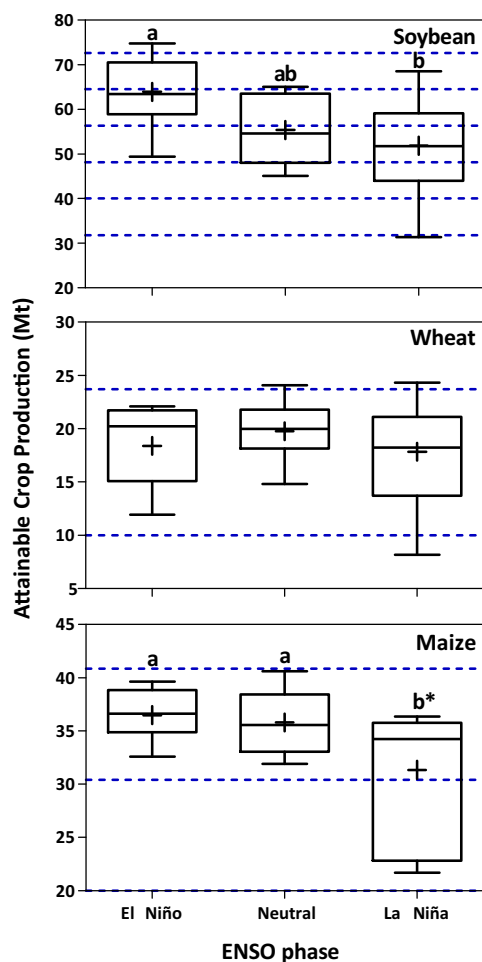 Attainable Crop Production (Mt)
80
70
60
50
40
30
20
Soybean
a
ab
b
30
25
20
15
10
5
Wheat
45
40
35
30
25
20
Maize
a
a
b*
El Niño
Neutral
La Niña
ENSO phase